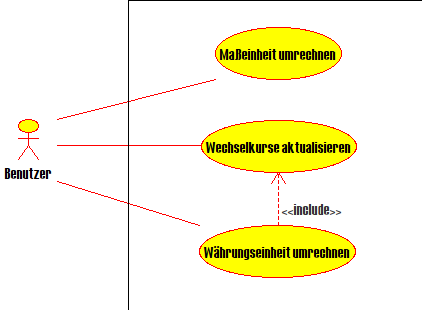 Maßeinheit umrechnen
Wechselkurse aktualisieren
Benutzer
<<include>>
Währungseinheit umrechnen